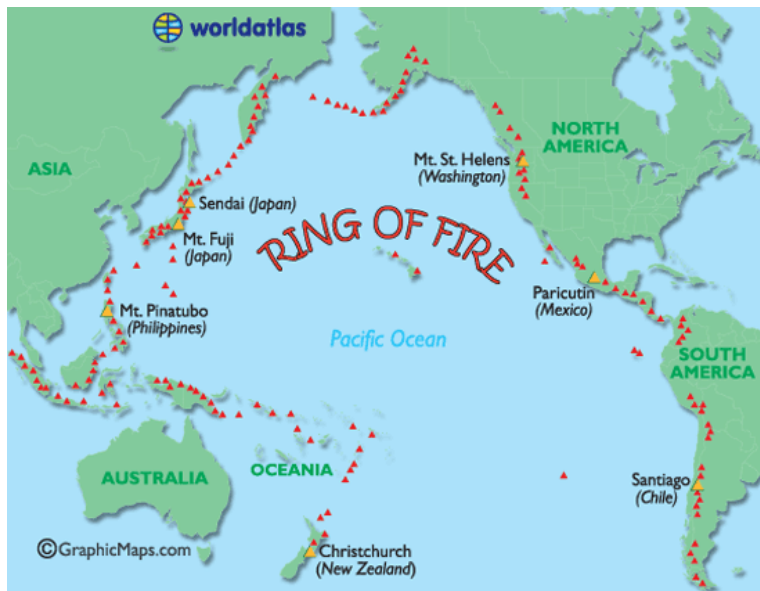 worldatlas
NORTH
AMERICA
ASIA
Mt. St. Helens
(Washington)
Sendai (Japan)
RING OF FIRE
Mt. Fuji
(Japan)
Paricutin
(Mexico)
Mt. Pinatubo
(Philippines)
Pacific Ocean
SOUTH
AMERICA
OCEANIA
AUSTRALIA
Santiago
(Chile)
©GraphicMaps.com
Christchurch
(New Zealand)